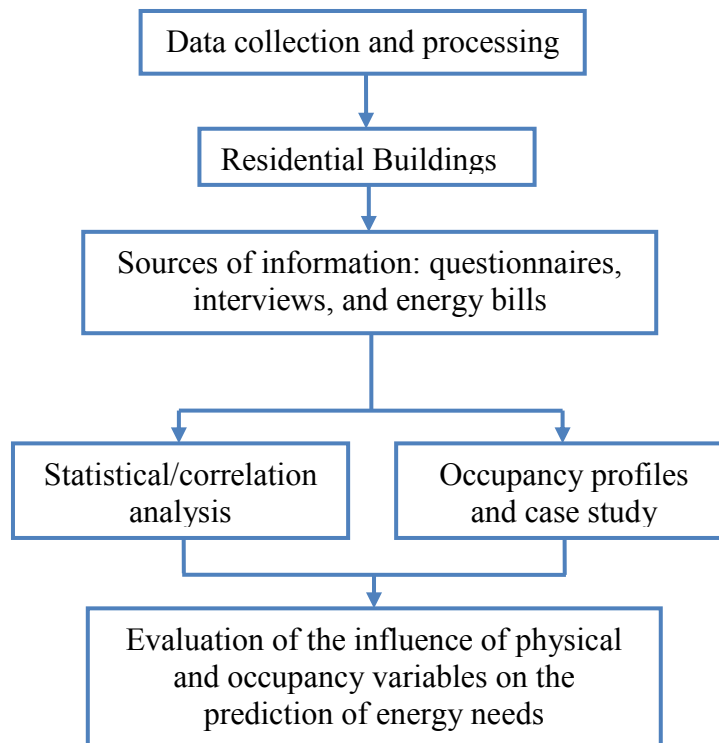 Data collection and processing
Residential Buildings
Sources of information: questionnaires,
interviews, and energy bills
Statistical/correlation
analysis
Occupancy profiles
and case study
Evaluation of the influence of physical
and occupancy variables on the
prediction of energy needs